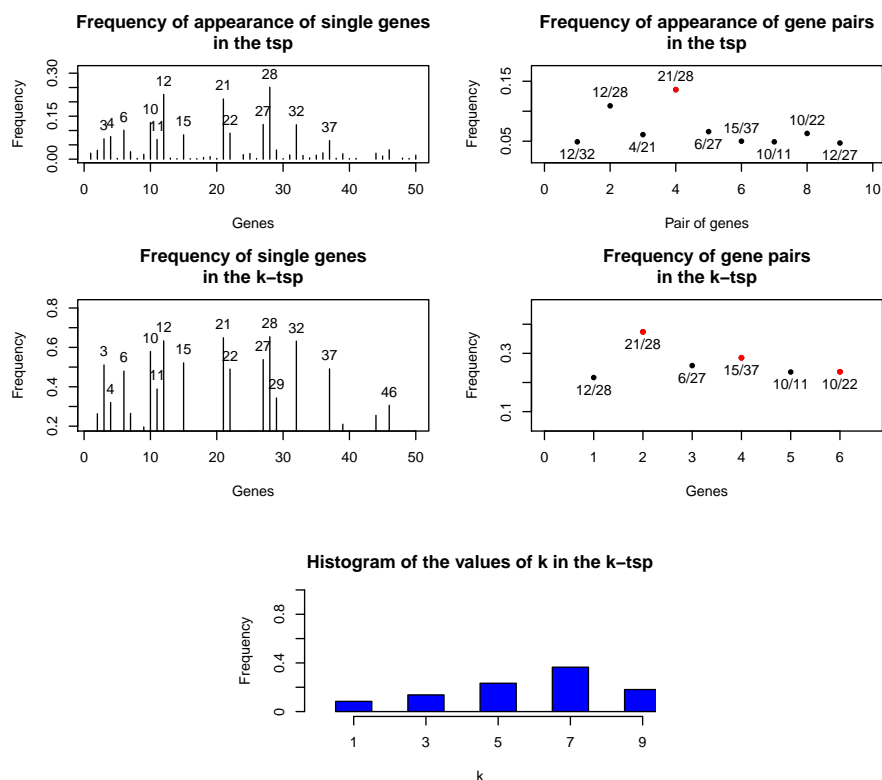 Frequency of appearance of single genes
in the tsp
Frequency
0.00 0.15 0.30
3 4 6 10 11 12 15 21 22 27 28 32 37
0 10 20 30 40 50
Genes
Frequency of appearance of gene pairs
in the tsp
Frequency
0.05 0.15
12/32 12/28 4/21 21/28 6/27 15/37 10/11 10/22 12/27
0 2 4 6 8 10
Pair of genes
Frequency of single genes
in the k−tsp
Frequency
0.2 0.4 0.6 0.8
3 4 6 10 11 12 15 21 22 27 28 29 32 37 46
0 10 20 30 40 50
Genes
Frequency of gene pairs
in the k−tsp
Frequency
0.1 0.3
12/28 21/28 6/27 15/37 10/11 10/22
0 1 2 3 4 5 6
Genes
Histogram of the values of k in the k−tsp
Frequency
0 0.4 0.8
1 3 5 7 9
k